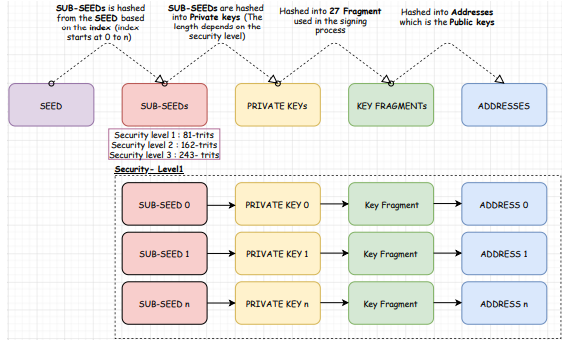 SUB-SEEDs is hashed
from the SEED based
on the index (index
starts at 0 to n)
SUB-SEEDs are hashed
into Private keys (The
length depends on the
security level)
Hashed into 27 Fragment
used in the signing
process
Hashed into Addresses
which is the Public keys
SEED
SUB-SEEDs
PRIVATE KEYs
KEY FRAGMENTs
ADDRESSES
Security level 1 : 81-trits
Security level 2 : 162-trits
Security level 3 : 243- trits
Security- Level1
SUB-SEED 0
PRIVATE KEY 0
Key Fragment
ADDRESS 0
SUB-SEED 1
PRIVATE KEY 1
Key Fragment
ADDRESS 1
SUB-SEED n
PRIVATE KEY n
Key Fragment
ADDRESS n